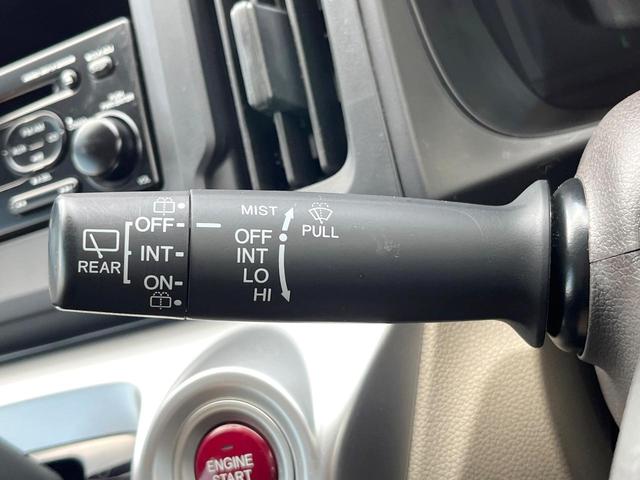 MIST
PULL
OFF
INT
LO
HI
OFF
INT
ON
REAR
ENGINE
START